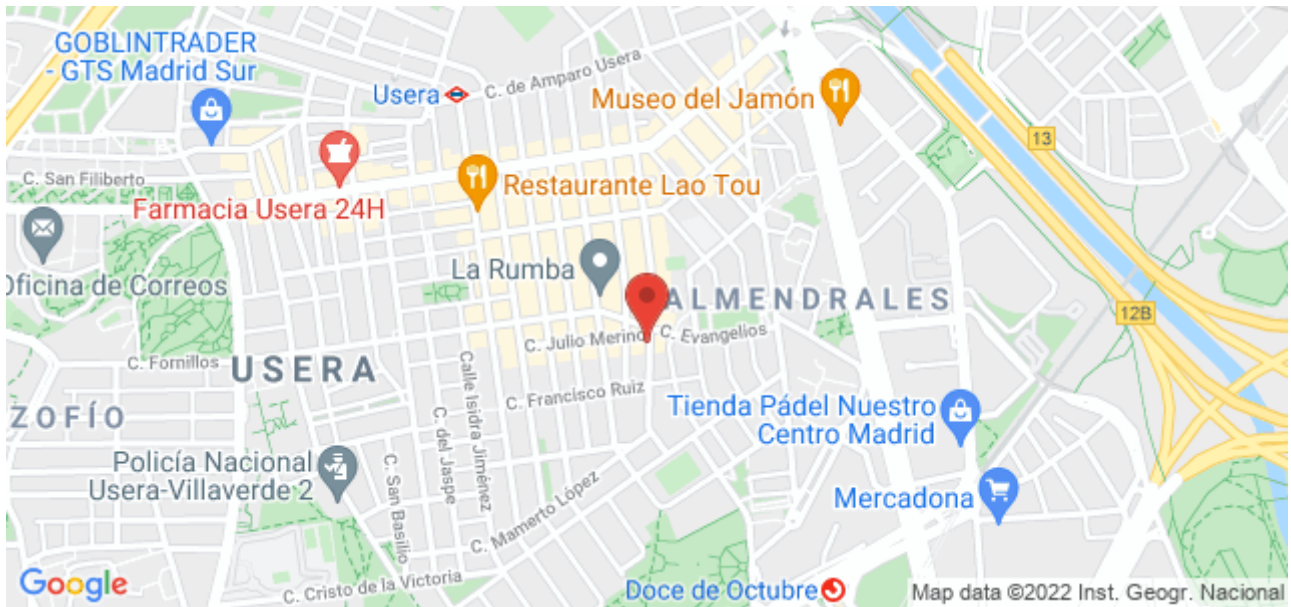 GOBLINTRADER
- GTS Madrid Sur
Usera
C. de Amparo Usera
Museo del Jamón
13
C. San Filiberto
Restaurante Lao Tou
Farmacia Usera 24H
La Rumba
Oficina de Correos
ALMENDRALES
12B
C. Julio Merino
C. Evangelios
C. Fornillos
USERA
Calle Isidra Jiménez
C. Francisco Ruiz
ZOFÍO
C. del Jaspe
Tienda Pádel Nuestro
Centro Madrid
Policía Nacional
Usera-Villaverde 2
C. San Basilio
C. Mamerto López
Mercadona
Google
C. Cristo de la Victoria
Doce de Octubre
Map data ©2022 Inst. Geogr. Nacional